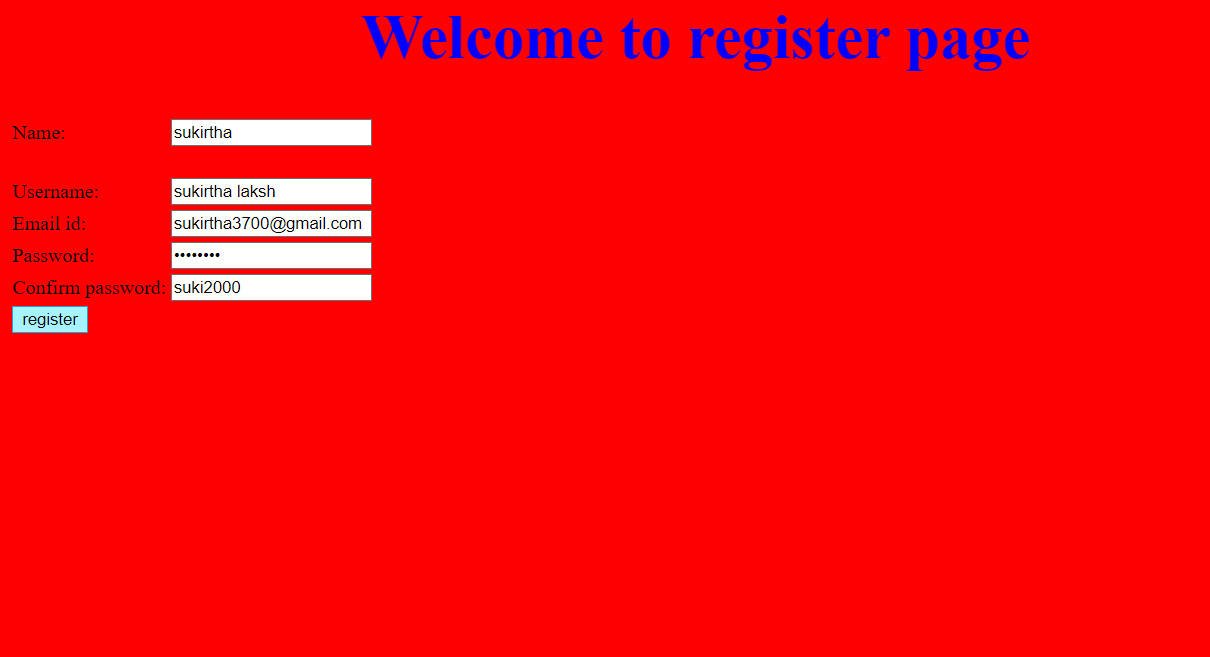 Welcome to register page
Name: sukirtha
Username: sukirtha laksh
Email id: sukirtha3700@gmail.com
Password: ••••••••
Confirm password: suki2000
register